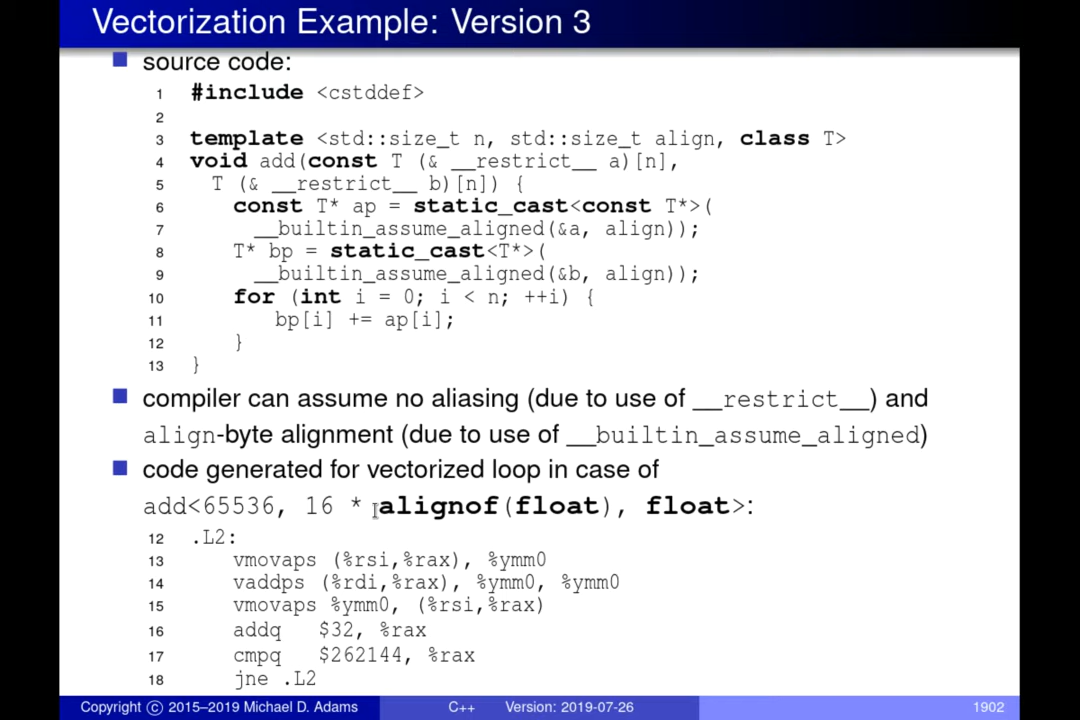 Vectorization Example: Version 3
source code:
1 #include <cstddef>
2
3 template <std::size_t n, std::size_t align, class T>
4 void add(const T (& __restrict__ a)[n],
5 T (& __restrict__ b)[n]) {
6 const T* ap = static_cast<const T*>(
7 __builtin_assume_aligned(&a, align));
8 T* bp = static_cast<T*>(
9 __builtin_assume_aligned(&b, align));
10 for (int i = 0; i < n; ++i) {
11 bp[i] += ap[i];
12 }
13 }
compiler can assume no aliasing (due to use of __restrict__) and
align-byte alignment (due to use of __builtin_assume_aligned)
code generated for vectorized loop in case of
add<65536, 16 * alignof(float), float>:
12 .L2:
13 vmovaps (%rsi,%rax), %ymm0
14 vaddps (%rdi,%rax), %ymm0, %ymm0
15 vmovaps %ymm0, (%rsi,%rax)
16 addq $32, %rax
17 cmpq $262144, %rax
18 jne .L2
Copyright © 2015–2019 Michael D. Adams C++ Version: 2019-07-26 1902